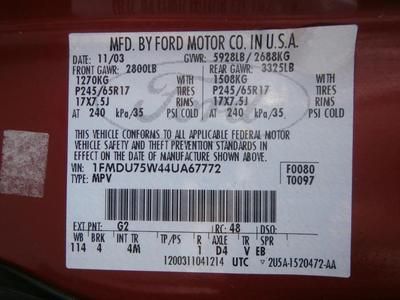 MFD. BY FORD MOTOR CO. IN U.S.A.
DATE: 11/03 GVWR: 5928LB/2688KG
FRONT GAWR: 2800LB REAR GAWR: 3325LB
1270KG WITH 1508KG WITH
P245/65R17 TIRES P245/65R17 TIRES
17X7.5J RIMS 17X7.5J RIMS
AT 240 kPa/35 PSI COLD AT 240 kPa/35 PSI COLD
THIS VEHICLE CONFORMS TO ALL APPLICABLE FEDERAL MOTOR
VEHICLE SAFETY AND THEFT PREVENTION STANDARDS IN
EFFECT ON THE DATE OF MANUFACTURE SHOWN ABOVE.
VIN: 1FMDU75W44UA67772 F0080
TYPE: MPV T0097
EXT PNT: G2 RC: 48 DSO:
WB BRK INT TR TP/PS R AXLE TR SPR
114 4 4M 1 D4 V EB
1200311041214 UTC 2U5A-1520472-AA
Ford